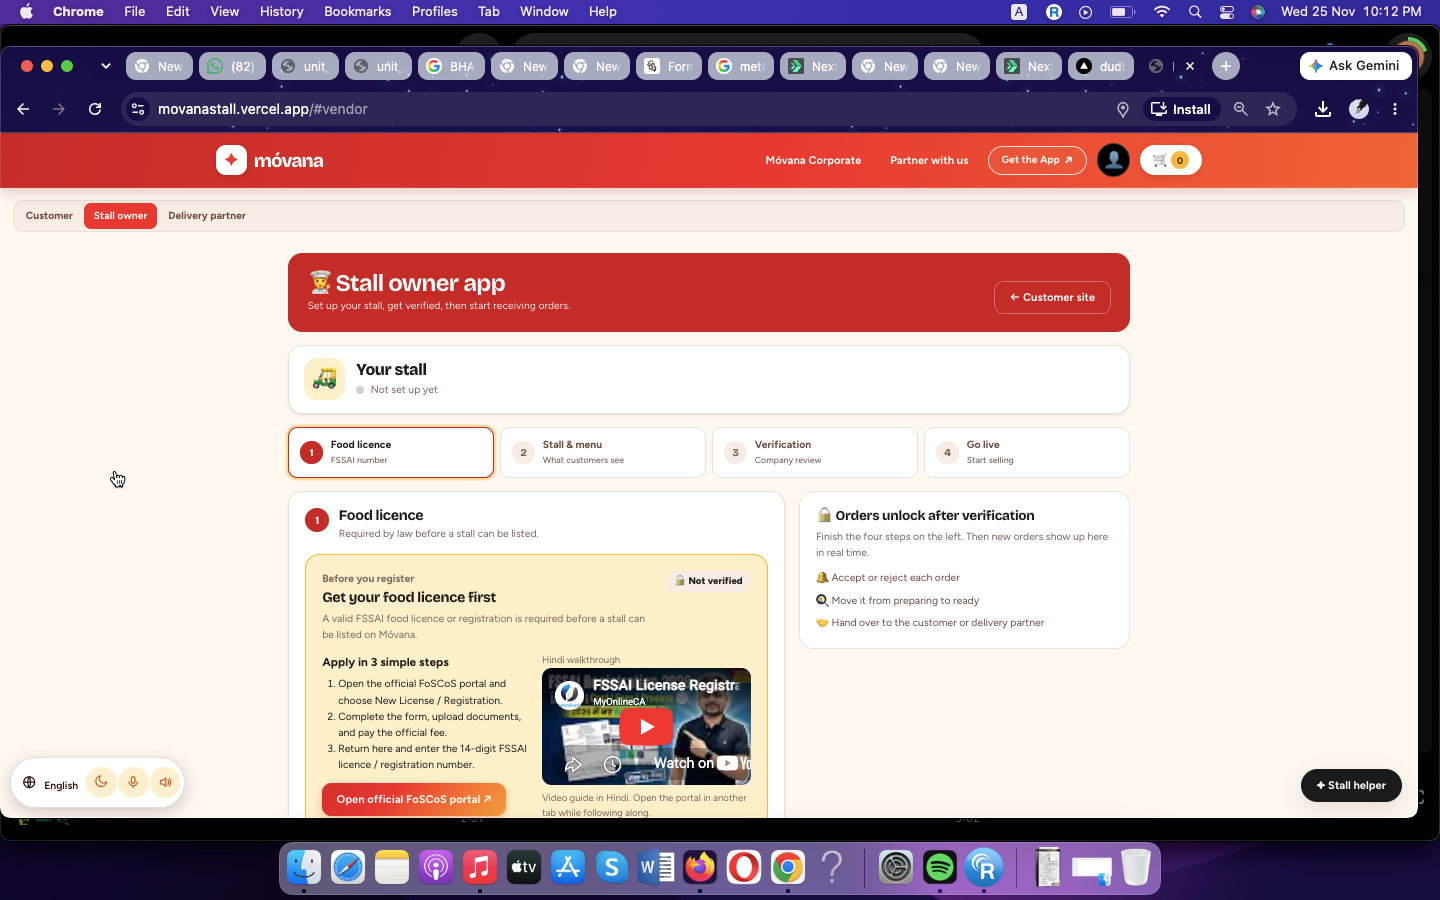 Chrome File Edit View History Bookmarks Profiles Tab Window Help
A R Wed 25 Nov 10:12 PM
New (82) unit_ unit_ BHA New New Forn met Next New New Next dud
Ask Gemini
movanastall.vercel.app/#vendor
Install
móvana
Móvana Corporate Partner with us Get the App ↗ 0
Customer Stall owner Delivery partner
Stall owner app
Set up your stall, get verified, then start receiving orders.
← Customer site
Your stall
Not set up yet
1 Food licence
FSSAI number
2 Stall & menu
What customers see
3 Verification
Company review
4 Go live
Start selling
1 Food licence
Required by law before a stall can be listed.
Before you register
Not verified
Get your food licence first
A valid FSSAI food licence or registration is required before a stall can
be listed on Móvana.
Apply in 3 simple steps
1. Open the official FoSCoS portal and
choose New License / Registration.
2. Complete the form, upload documents,
and pay the official fee.
3. Return here and enter the 14-digit FSSAI
licence / registration number.
Open official FoSCoS portal ↗
Hindi walkthrough
FSSAI License Registra
MyOnlineCA
Watch on
Video guide in Hindi. Open the portal in another
tab while following along.
Orders unlock after verification
Finish the four steps on the left. Then new orders show up here
in real time.
Accept or reject each order
Move it from preparing to ready
Hand over to the customer or delivery partner
English
Stall helper
tv